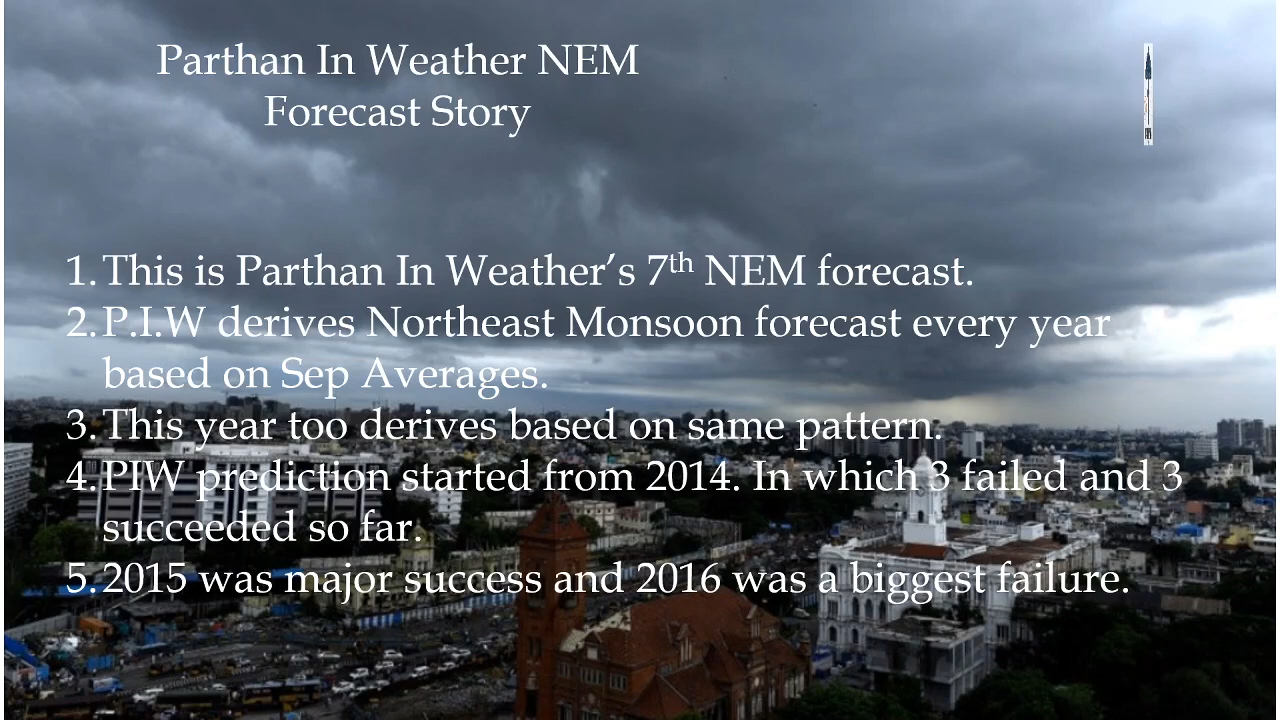 Parthan In Weather NEM
Forecast Story
1. This is Parthan In Weather’s 7th NEM forecast.
2. P.I.W derives Northeast Monsoon forecast every year
based on Sep Averages.
3. This year too derives based on same pattern.
4. PIW prediction started from 2014. In which 3 failed and 3
succeeded so far.
5. 2015 was major success and 2016 was a biggest failure.